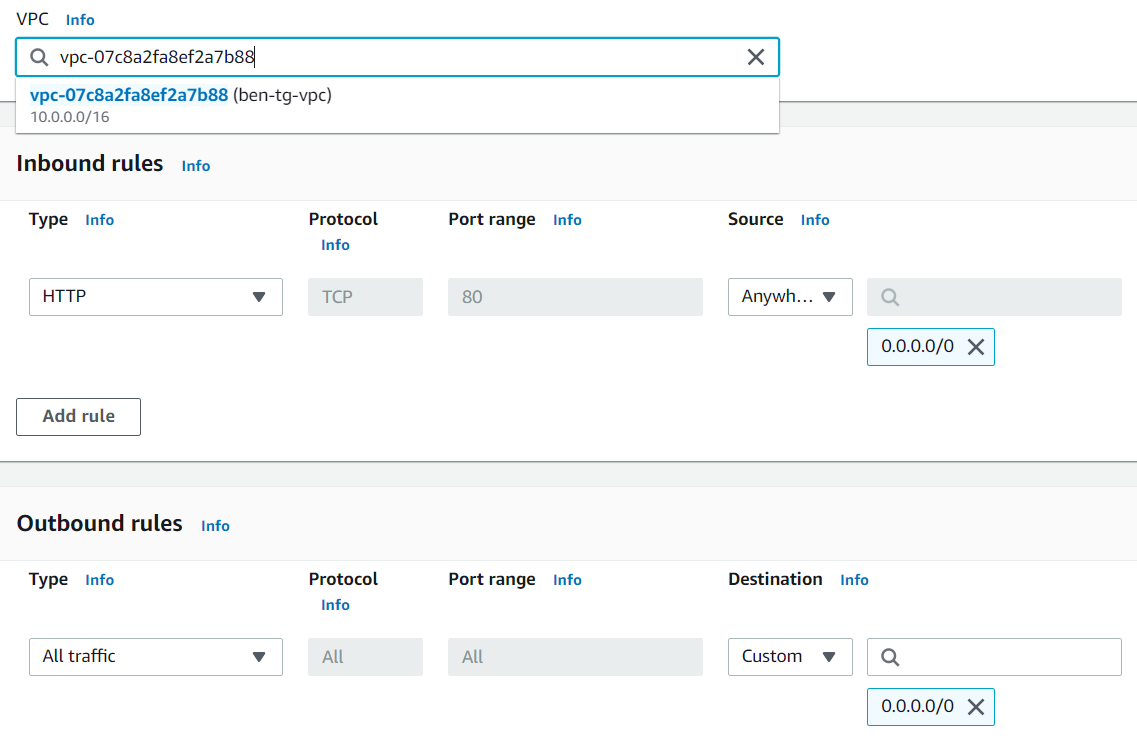 VPC Info
vpc-07c8a2fa8ef2a7b88
vpc-07c8a2fa8ef2a7b88 (ben-tg-vpc)
10.0.0.0/16
Inbound rules Info
Type Info Protocol Info Port range Info Source Info
HTTP TCP 80 Anywh...
0.0.0.0/0
Add rule
Outbound rules Info
Type Info Protocol Info Port range Info Destination Info
All traffic All All Custom
0.0.0.0/0